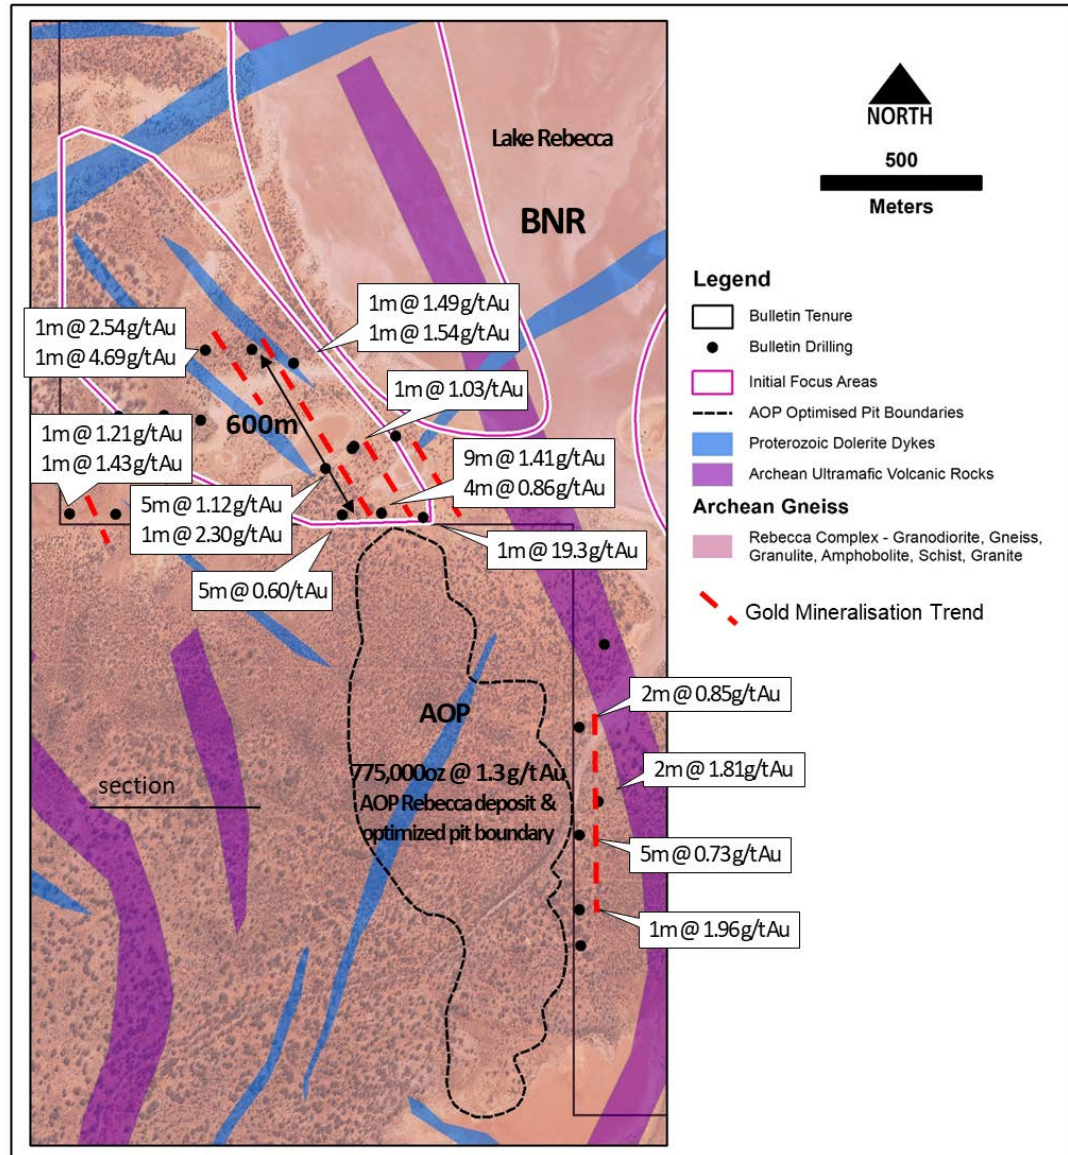 Lake Rebecca
BNR
1m @ 1.49g/tAu
1m @ 1.54g/tAu
1m @ 2.54g/tAu
1m @ 4.69g/tAu
1m @ 1.03/tAu
600m
1m @ 1.21g/tAu
1m @ 1.43g/tAu
9m @ 1.41g/tAu
4m @ 0.86g/tAu
5m @ 1.12g/tAu
1m @ 2.30g/tAu
1m @ 19.3g/tAu
5m @ 0.60/tAu
2m @ 0.85g/tAu
AOP
2m @ 1.81g/tAu
775,000oz @ 1.3 g/t Au
AOP Rebecca deposit &
optimized pit boundary
section
5m @ 0.73g/tAu
1m @ 1.96g/tAu
NORTH
500
Meters
Legend
Bulletin Tenure
Bulletin Drilling
Initial Focus Areas
AOP Optimised Pit Boundaries
Proterozoic Dolerite Dykes
Archean Ultramafic Volcanic Rocks
Archean Gneiss
Rebecca Complex - Granodiorite, Gneiss,
Granulite, Amphobolite, Schist, Granite
Gold Mineralisation Trend